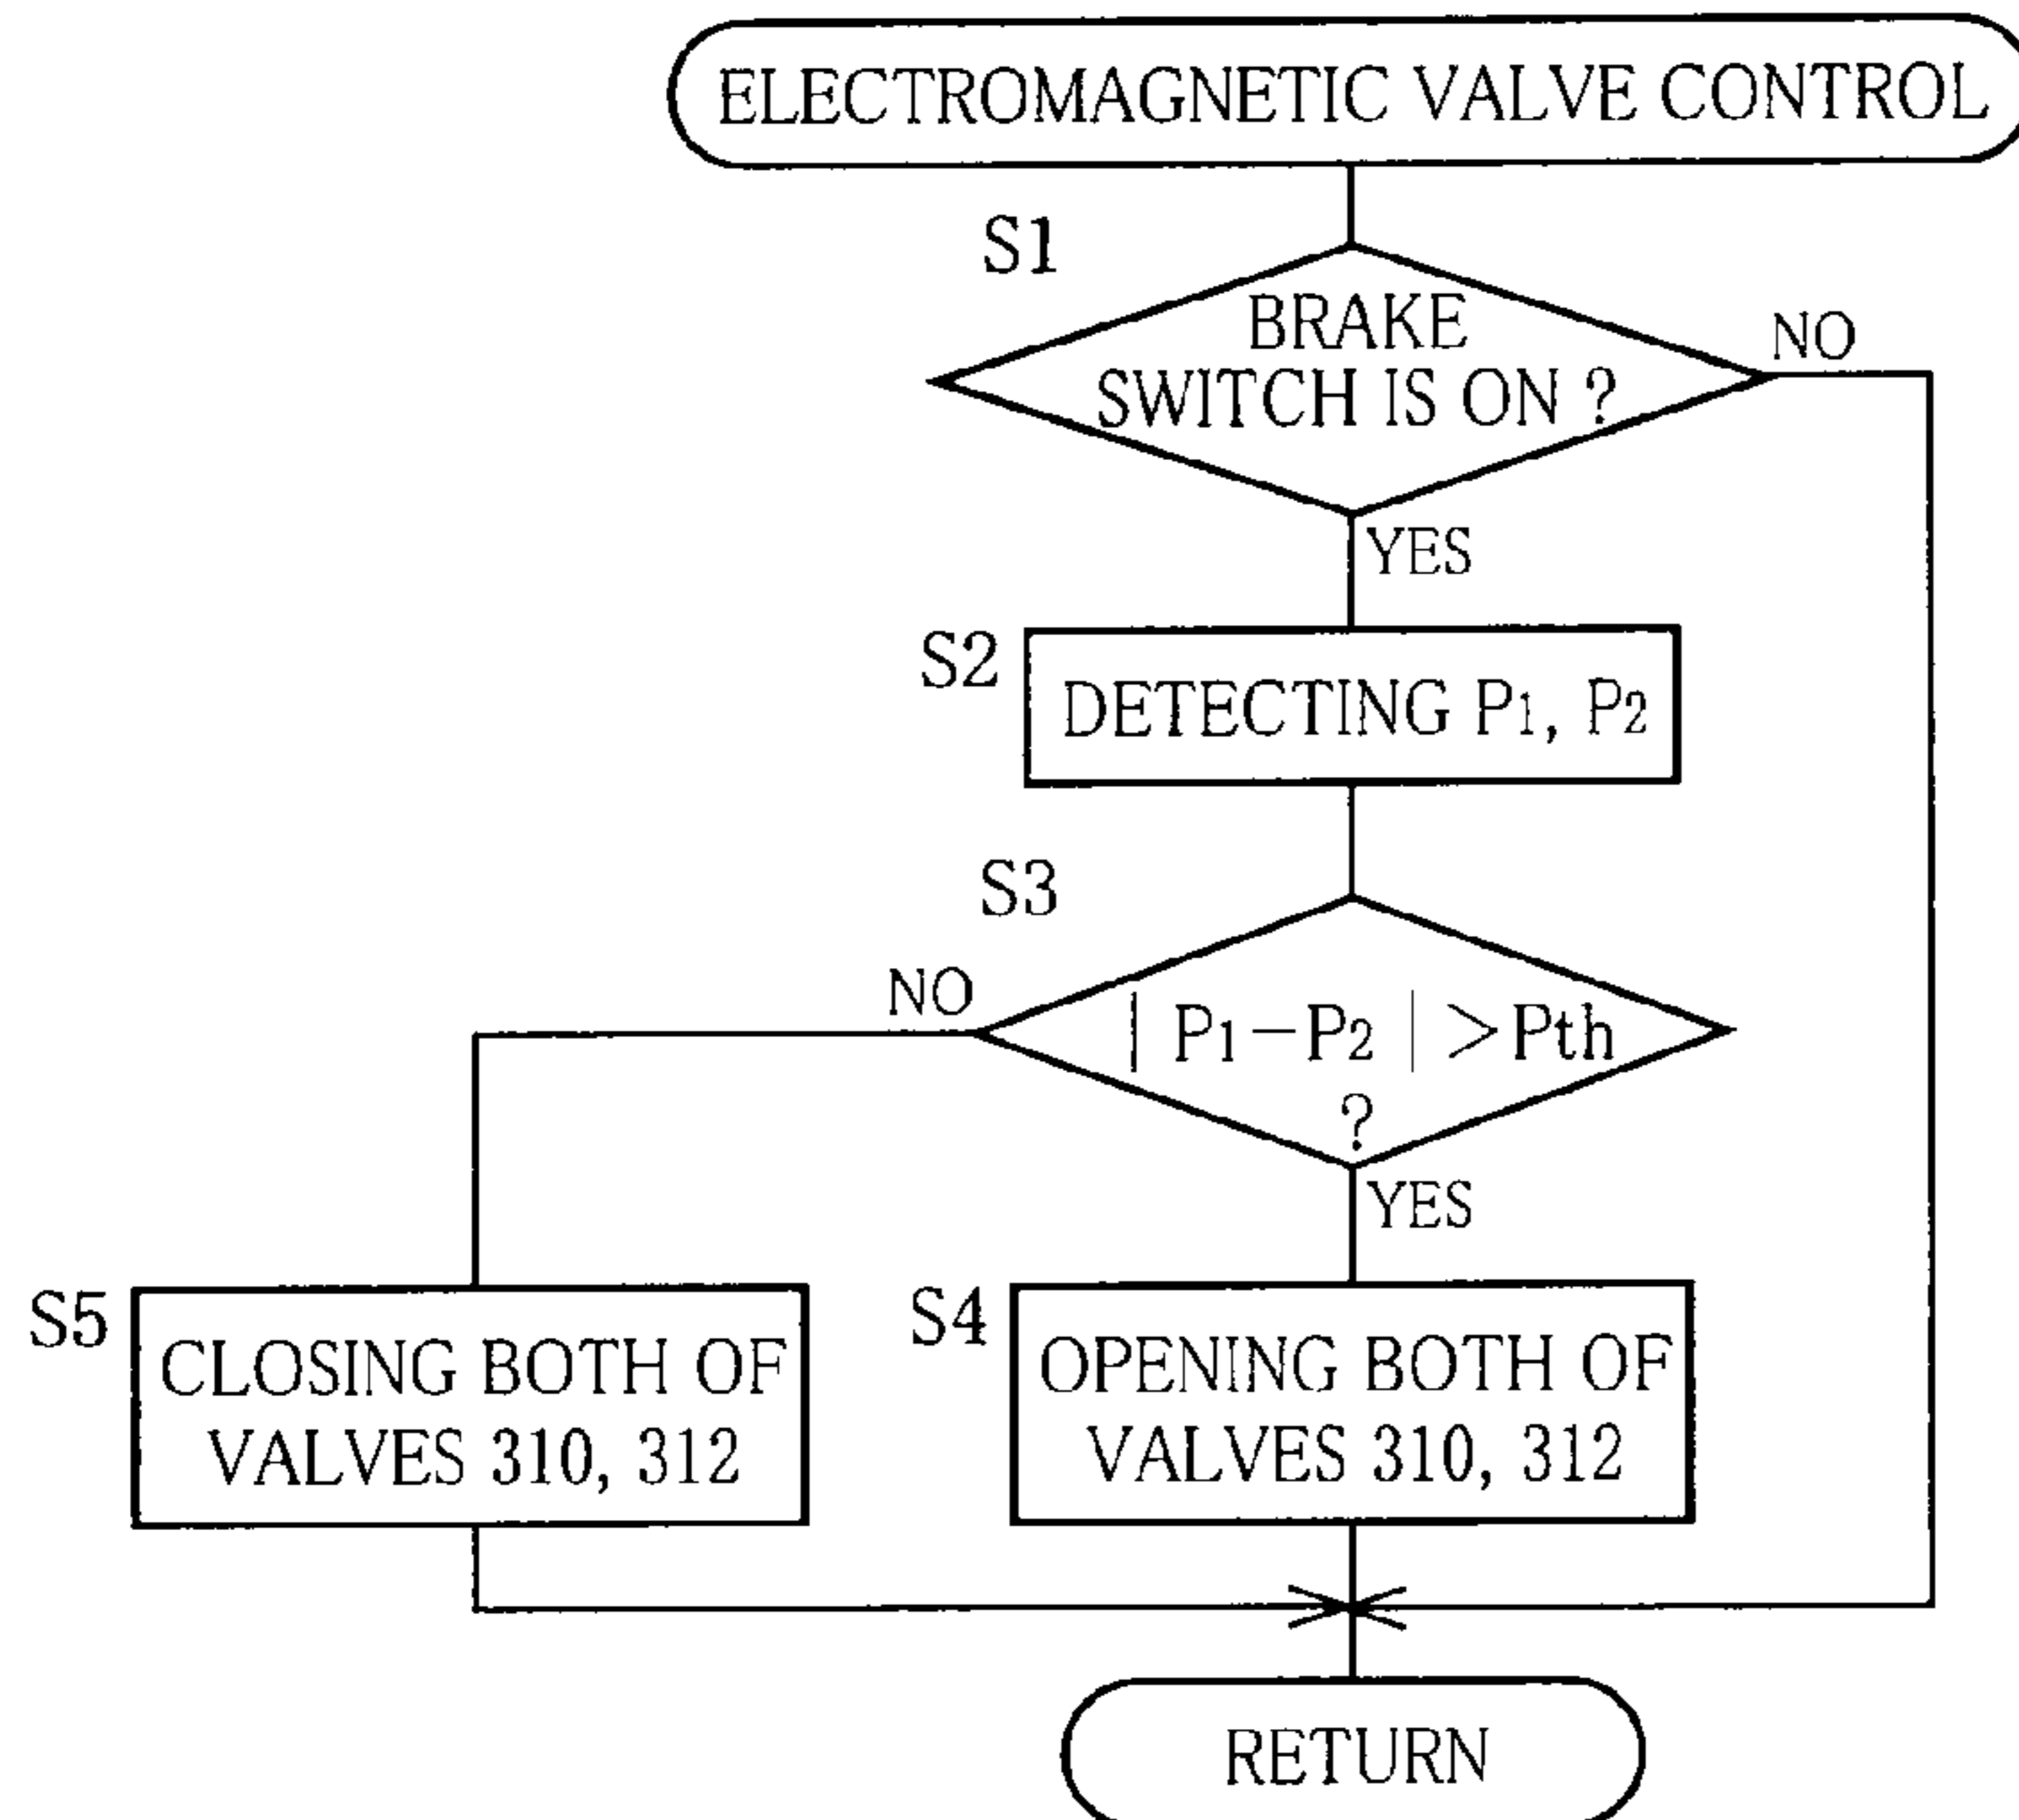 ELECTROMAGNETIC VALVE CONTROL
S1
BRAKE
SWITCH IS ON ?
NO
YES
S2
DETECTING P1, P2
S3
NO
| P1-P2 | >Pth
?
YES
S5
CLOSING BOTH OF
VALVES 310, 312
S4
OPENING BOTH OF
VALVES 310, 312
RETURN